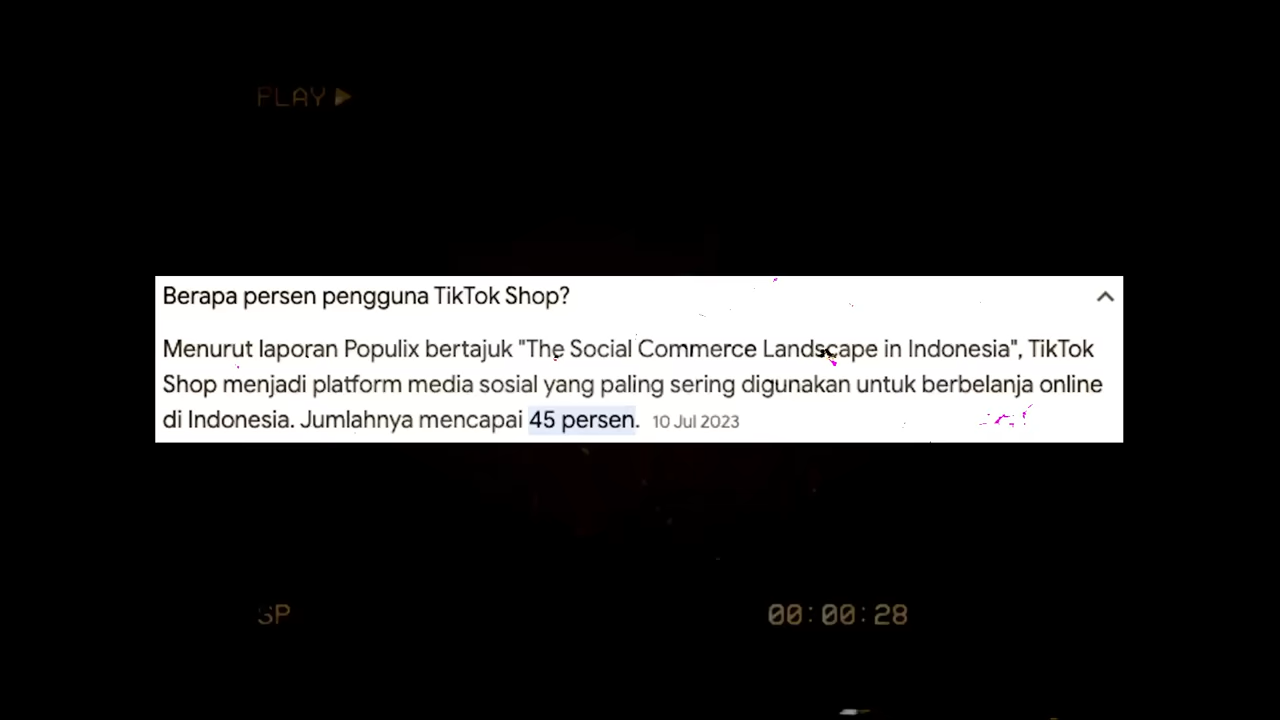 PLAY
Berapa persen pengguna TikTok Shop?
Menurut laporan Populix bertajuk "The Social Commerce Landscape in Indonesia", TikTok
Shop menjadi platform media sosial yang paling sering digunakan untuk berbelanja online
di Indonesia. Jumlahnya mencapai 45 persen. 10 Jul 2023
SP
00:00:28